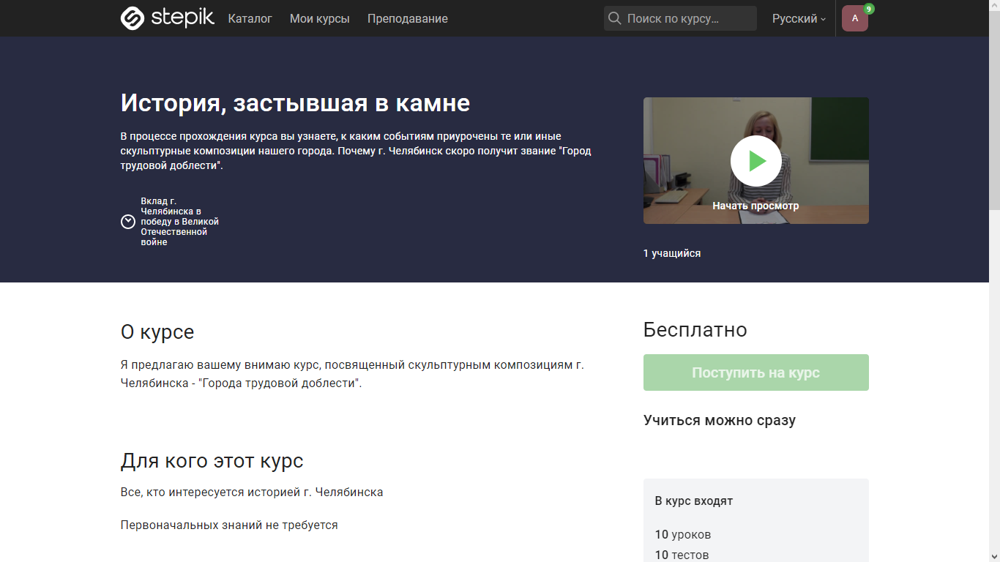 stepik
Каталог
Мои курсы
Преподавание
Поиск по курсу...
Русский
A
9
История, застывшая в камне
В процессе прохождения курса вы узнаете, к каким событиям приурочены те или иные
скульптурные композиции нашего города. Почему г. Челябинск скоро получит звание "Город
трудовой доблести".
Вклад г.
Челябинска в
победу в Великой
Отечественной
войне
Начать просмотр
1 учащийся
О курсе
Я предлагаю вашему внимаю курс, посвященный скульптурным композициям г.
Челябинска - "Города трудовой доблести".
Для кого этот курс
Все, кто интересуется историей г. Челябинска
Первоначальных знаний не требуется
Бесплатно
Поступить на курс
Учиться можно сразу
В курс входят
10 уроков
10 тестов